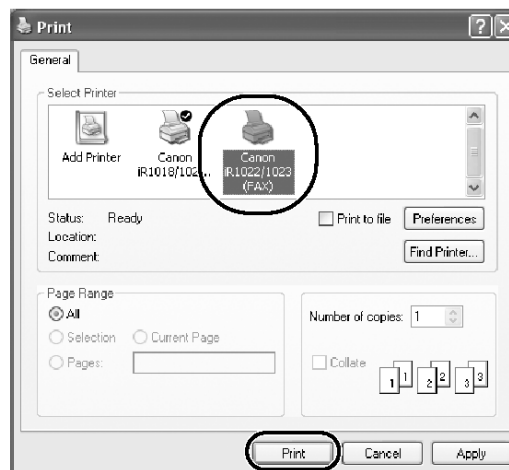 Print
General
Select Printer
Add Printer
Canon
iR1018/102...
Canon
iR1022/1023
(FAX)
Status: Ready
Location:
Comment:
Print to file
Preferences
Find Printer...
Page Range
All
Selection
Current Page
Pages:
Number of copies: 1
Collate
1 1 2 2 3 3
Print
Cancel
Apply